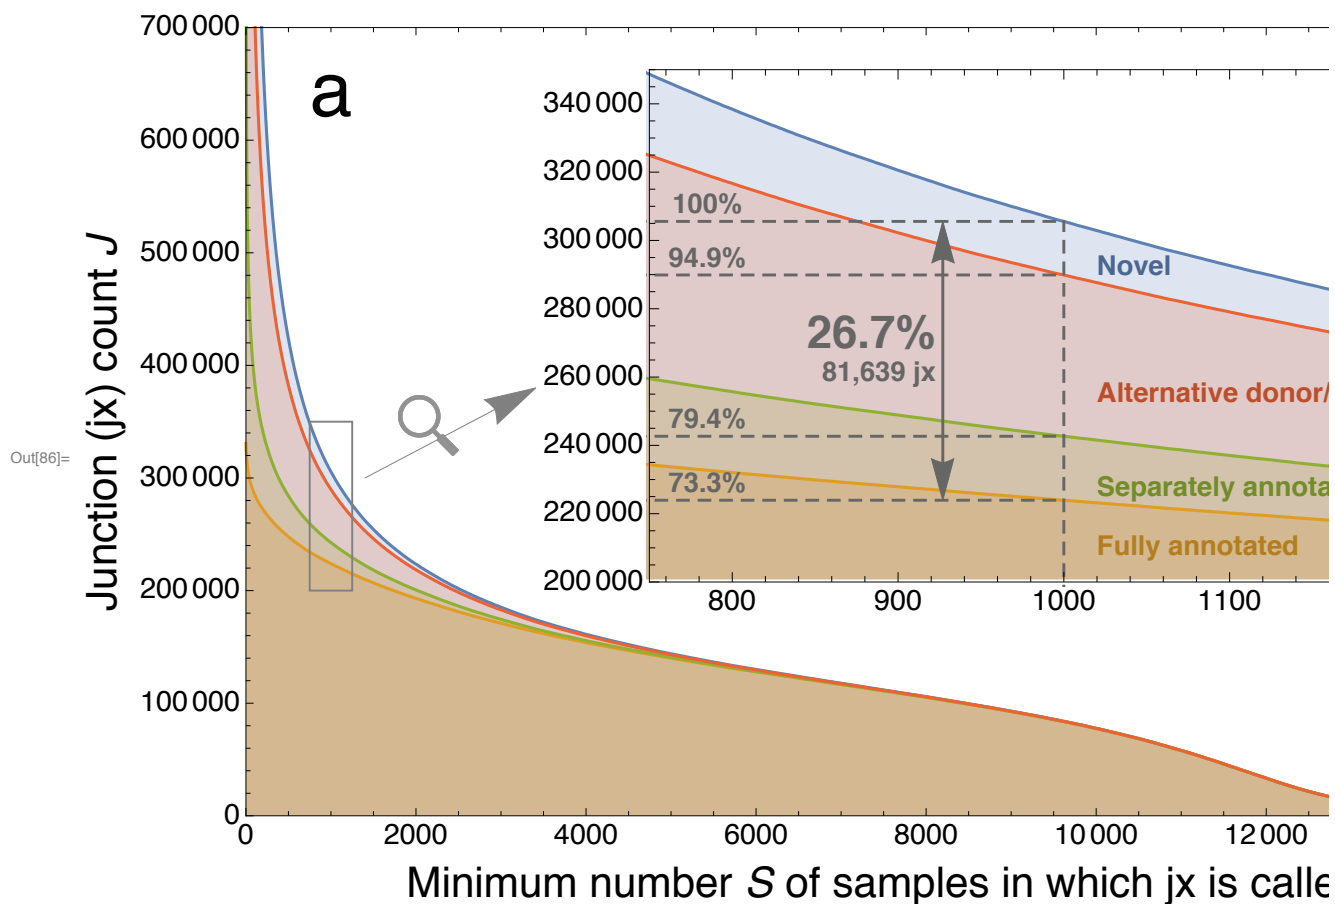 a
Out[86]=
Junction (jx) count J
700 000
600 000
500 000
400 000
300 000
200 000
100 000
0
0 2000 4000 6000 8000 10 000 12 000
Minimum number S of samples in which jx is calle
340 000
320 000
300 000
280 000
260 000
240 000
220 000
200 000
800 900 1000 1100
100%
94.9%
79.4%
73.3%
26.7%
81,639 jx
Novel
Alternative donor/
Separately annota
Fully annotated